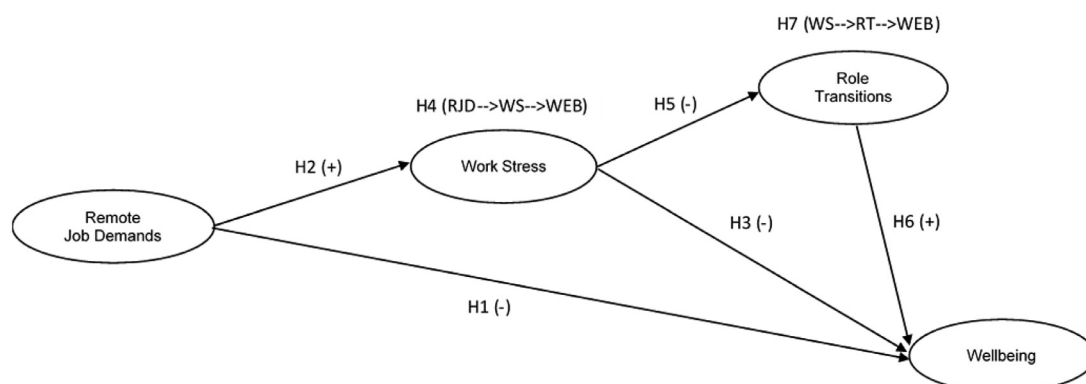 H7 (WS-->RT-->WEB)
Role
Transitions
H4 (RJD-->WS-->WEB)
H5 (-)
H2 (+)
Work Stress
Remote
Job Demands
H3 (-)
H6 (+)
H1 (-)
Wellbeing